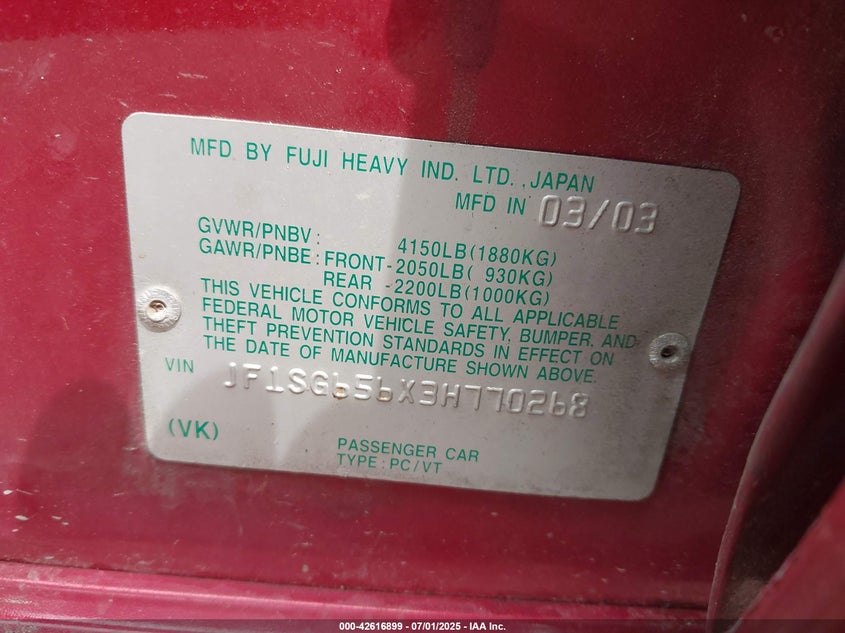 MFD. BY FUJI HEAVY IND. LTD., JAPAN
MFD IN 03/03
GVWR/PNBV: 4150LB(1880KG)
GAWR/PNBE: FRONT-2050LB( 930KG)
REAR -2200LB(1000KG)
THIS VEHICLE CONFORMS TO ALL APPLICABLE
FEDERAL MOTOR VEHICLE SAFETY, BUMPER, AND
THEFT PREVENTION STANDARDS IN EFFECT ON
THE DATE OF MANUFACTURE SHOWN ABOVE.
VIN JF1SG656X3H770268
(VK)
PASSENGER CAR
TYPE: PC/VT
000-42616899 - 07/01/2025 - IAA Inc.